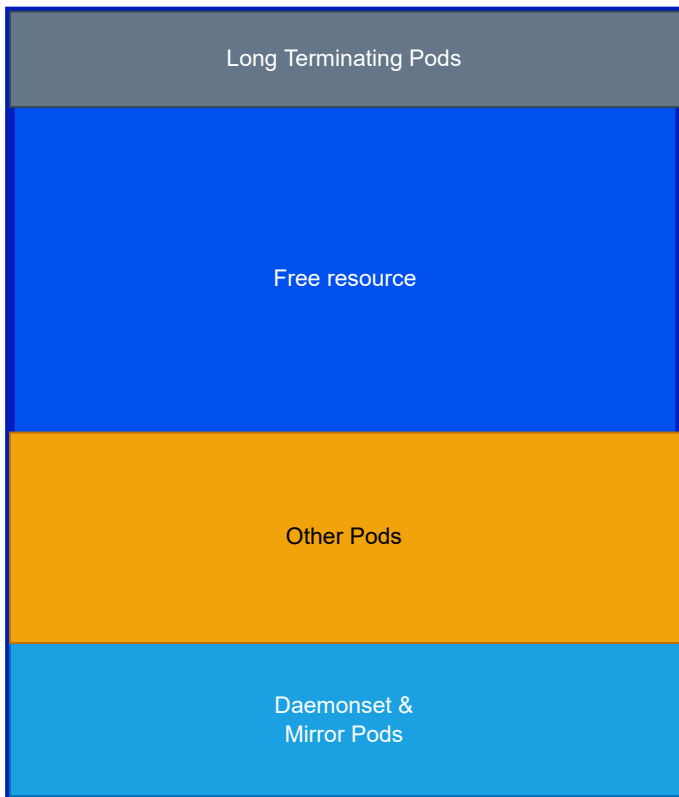 Long Terminating Pods
Free resource
Other Pods
Daemonset &
Mirror Pods